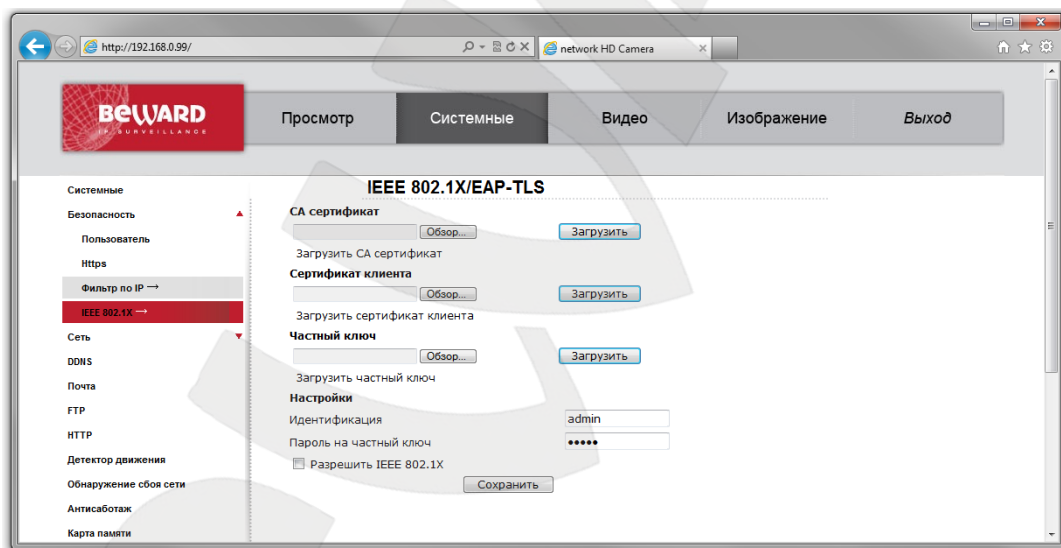 http://192.168.0.99/
network HD Camera
BEWARD
IP SURVEILLANCE
Просмотр
Системные
Видео
Изображение
Выход
Системные
Безопасность
Пользователь
Https
Фильтр по IP →
IEEE 802.1X →
Сеть
DDNS
Почта
FTP
HTTP
Детектор движения
Обнаружение сбоя сети
Антисаботаж
Карта памяти
IEEE 802.1X/EAP-TLS
CA сертификат
Обзор... Загрузить
Загрузить CA сертификат
Сертификат клиента
Обзор... Загрузить
Загрузить сертификат клиента
Частный ключ
Обзор... Загрузить
Загрузить частный ключ
Настройки
Идентификация admin
Пароль на частный ключ •••••
Разрешить IEEE 802.1X
Сохранить